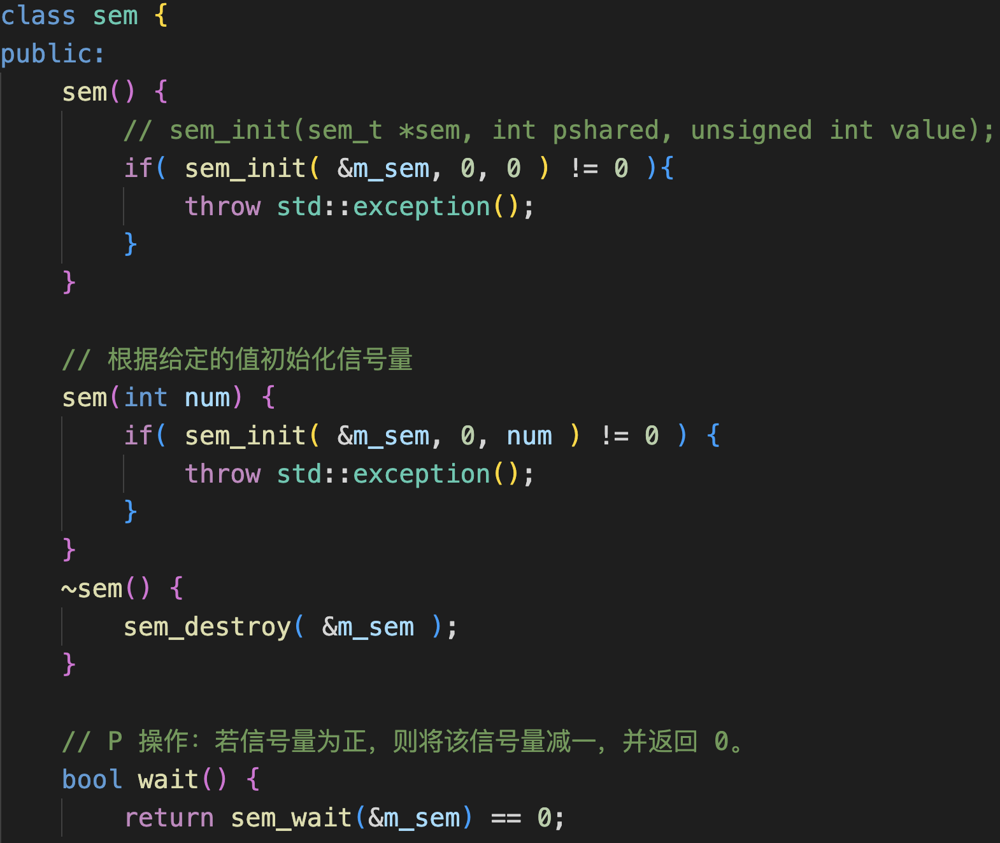 class sem {
public:
    sem() {
        // sem_init(sem_t *sem, int pshared, unsigned int value);
        if( sem_init( &m_sem, 0, 0 ) != 0 ){
            throw std::exception();
        }
    }

    // 根据给定的值初始化信号量
    sem(int num) {
        if( sem_init( &m_sem, 0, num ) != 0 ) {
            throw std::exception();
        }
    }
    ~sem() {
        sem_destroy( &m_sem );
    }

    // P 操作：若信号量为正，则将该信号量减一，并返回 0。
    bool wait() {
        return sem_wait(&m_sem) == 0;